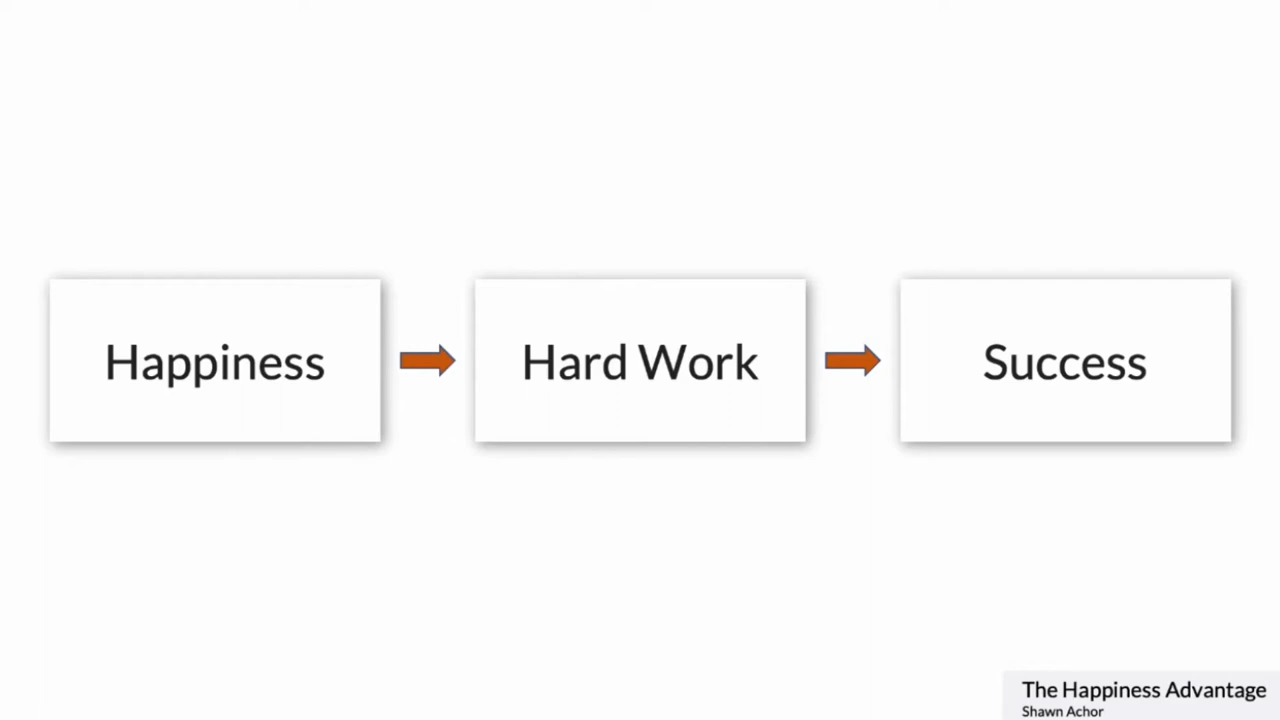 Happiness
Hard Work
Success
The Happiness Advantage
Shawn Achor